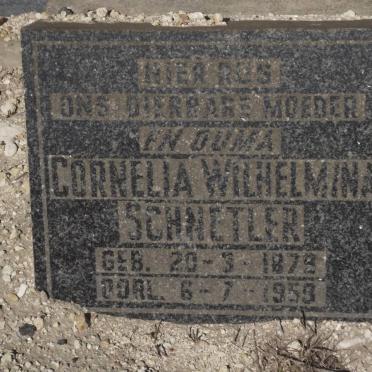 HIER RUS
ONS DIERBARE MOEDER
EN OUMA
CORNELIA WILHELMINA
SCHNETLER
GEB. 20-3-1879
OORL. 6-7-1959